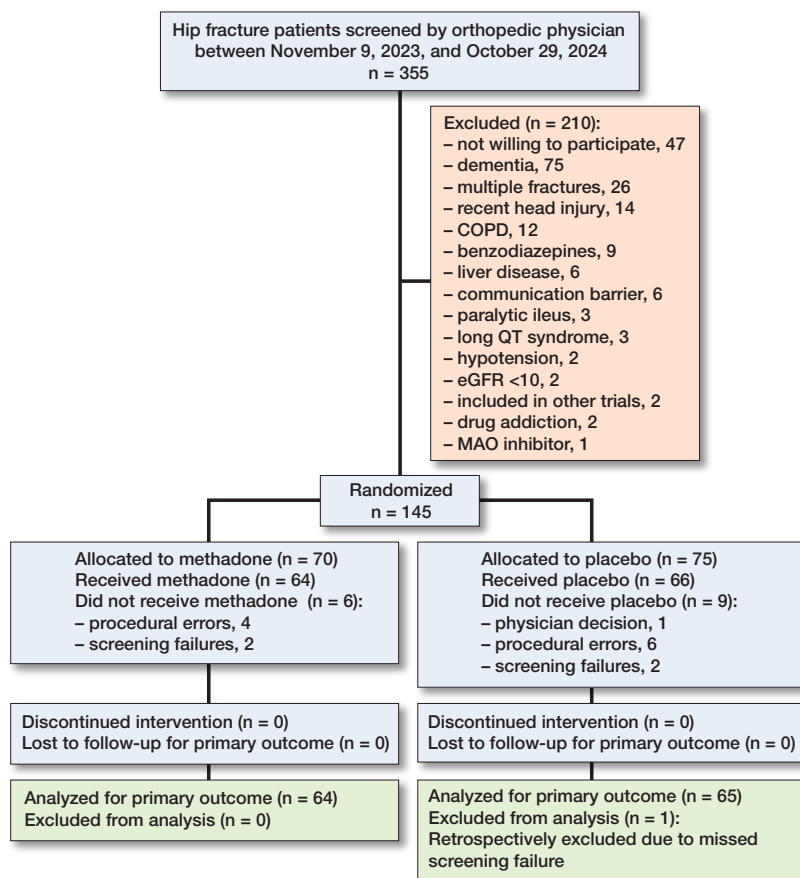 Hip fracture patients screened by orthopedic physician
between November 9, 2023, and October 29, 2024
n = 355
Excluded (n = 210):
– not willing to participate, 47
– dementia, 75
– multiple fractures, 26
– recent head injury, 14
– COPD, 12
– benzodiazepines, 9
– liver disease, 6
– communication barrier, 6
– paralytic ileus, 3
– long QT syndrome, 3
– hypotension, 2
– eGFR <10, 2
– included in other trials, 2
– drug addiction, 2
– MAO inhibitor, 1
Randomized
n = 145
Allocated to methadone (n = 70)
Received methadone (n = 64)
Did not receive methadone (n = 6):
– procedural errors, 4
– screening failures, 2
Allocated to placebo (n = 75)
Received placebo (n = 66)
Did not receive placebo (n = 9):
– physician decision, 1
– procedural errors, 6
– screening failures, 2
Discontinued intervention (n = 0)
Lost to follow-up for primary outcome (n = 0)
Discontinued intervention (n = 0)
Lost to follow-up for primary outcome (n = 0)
Analyzed for primary outcome (n = 64)
Excluded from analysis (n = 0)
Analyzed for primary outcome (n = 65)
Excluded from analysis (n = 1):
Retrospectively excluded due to missed
screening failure